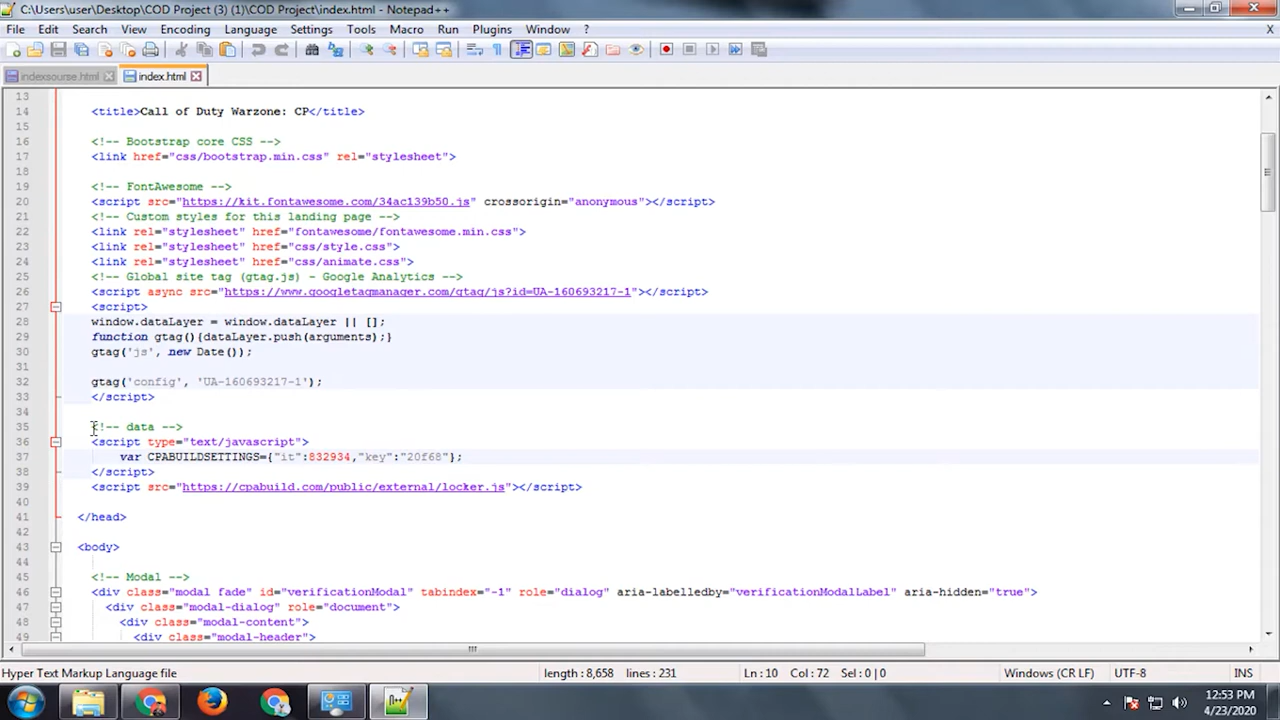 C:\Users\user\Desktop\COD Project (3) (1)\COD Project\index.html - Notepad++
File Edit Search View Encoding Language Settings Tools Macro Run Plugins Window ?
indexsourse.html index.html
13
14 <title>Call of Duty Warzone: CP</title>
15
16 <!-- Bootstrap core CSS -->
17 <link href="css/bootstrap.min.css" rel="stylesheet">
18
19 <!-- FontAwesome -->
20 <script src="https://kit.fontawesome.com/34ac139b50.js" crossorigin="anonymous"></script>
21 <!-- Custom styles for this landing page -->
22 <link rel="stylesheet" href="fontawesome/fontawesome.min.css">
23 <link rel="stylesheet" href="css/style.css">
24 <link rel="stylesheet" href="css/animate.css">
25 <!-- Global site tag (gtag.js) - Google Analytics -->
26 <script async src="https://www.googletagmanager.com/gtag/js?id=UA-160693217-1"></script>
27 <script>
28 window.dataLayer = window.dataLayer || [];
29 function gtag(){dataLayer.push(arguments);}
30 gtag('js', new Date());
31
32 gtag('config', 'UA-160693217-1');
33 </script>
34
35 <!-- data -->
36 <script type="text/javascript">
37 var CPABUILDSETTINGS={"it":832934,"key":"20f68"};
38 </script>
39 <script src="https://cpabuild.com/public/external/locker.js"></script>
40
41 </head>
42
43 <body>
44
45 <!-- Modal -->
46 <div class="modal fade" id="verificationModal" tabindex="-1" role="dialog" aria-labelledby="verificationModalLabel" aria-hidden="true">
47 <div class="modal-dialog" role="document">
48 <div class="modal-content">
49 <div class="modal-header">
Hyper Text Markup Language file length : 8,658 lines : 231 Ln : 10 Col : 72 Sel : 0 | 0 Windows (CR LF) UTF-8 INS
12:53 PM
4/23/2020